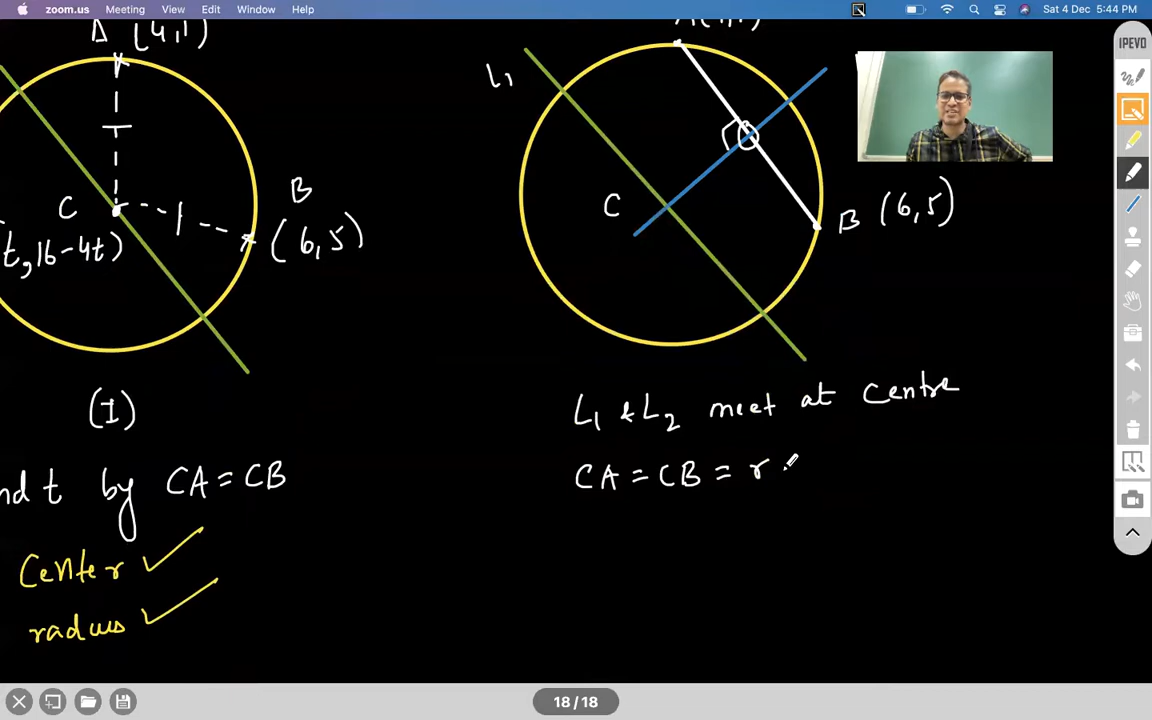 zoom.us Meeting View Edit Window Help
Sat 4 Dec 5:44 PM
IPEVO
A (4,1)
L1
B
C
(6,5)
t, 16-4t)
C
B (6,5)
(I)
L1 & L2 meet at centre
t by CA = CB
CA = CB = r
Center ✓
radius ✓
18 / 18